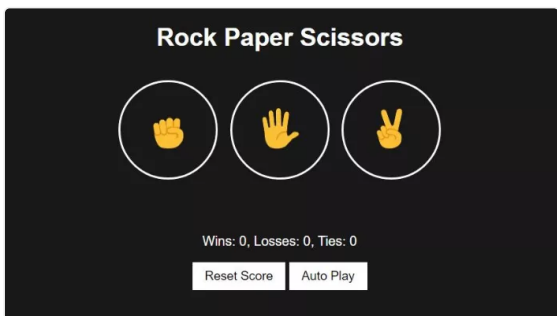 Rock Paper Scissors
Wins: 0, Losses: 0, Ties: 0
Reset Score Auto Play